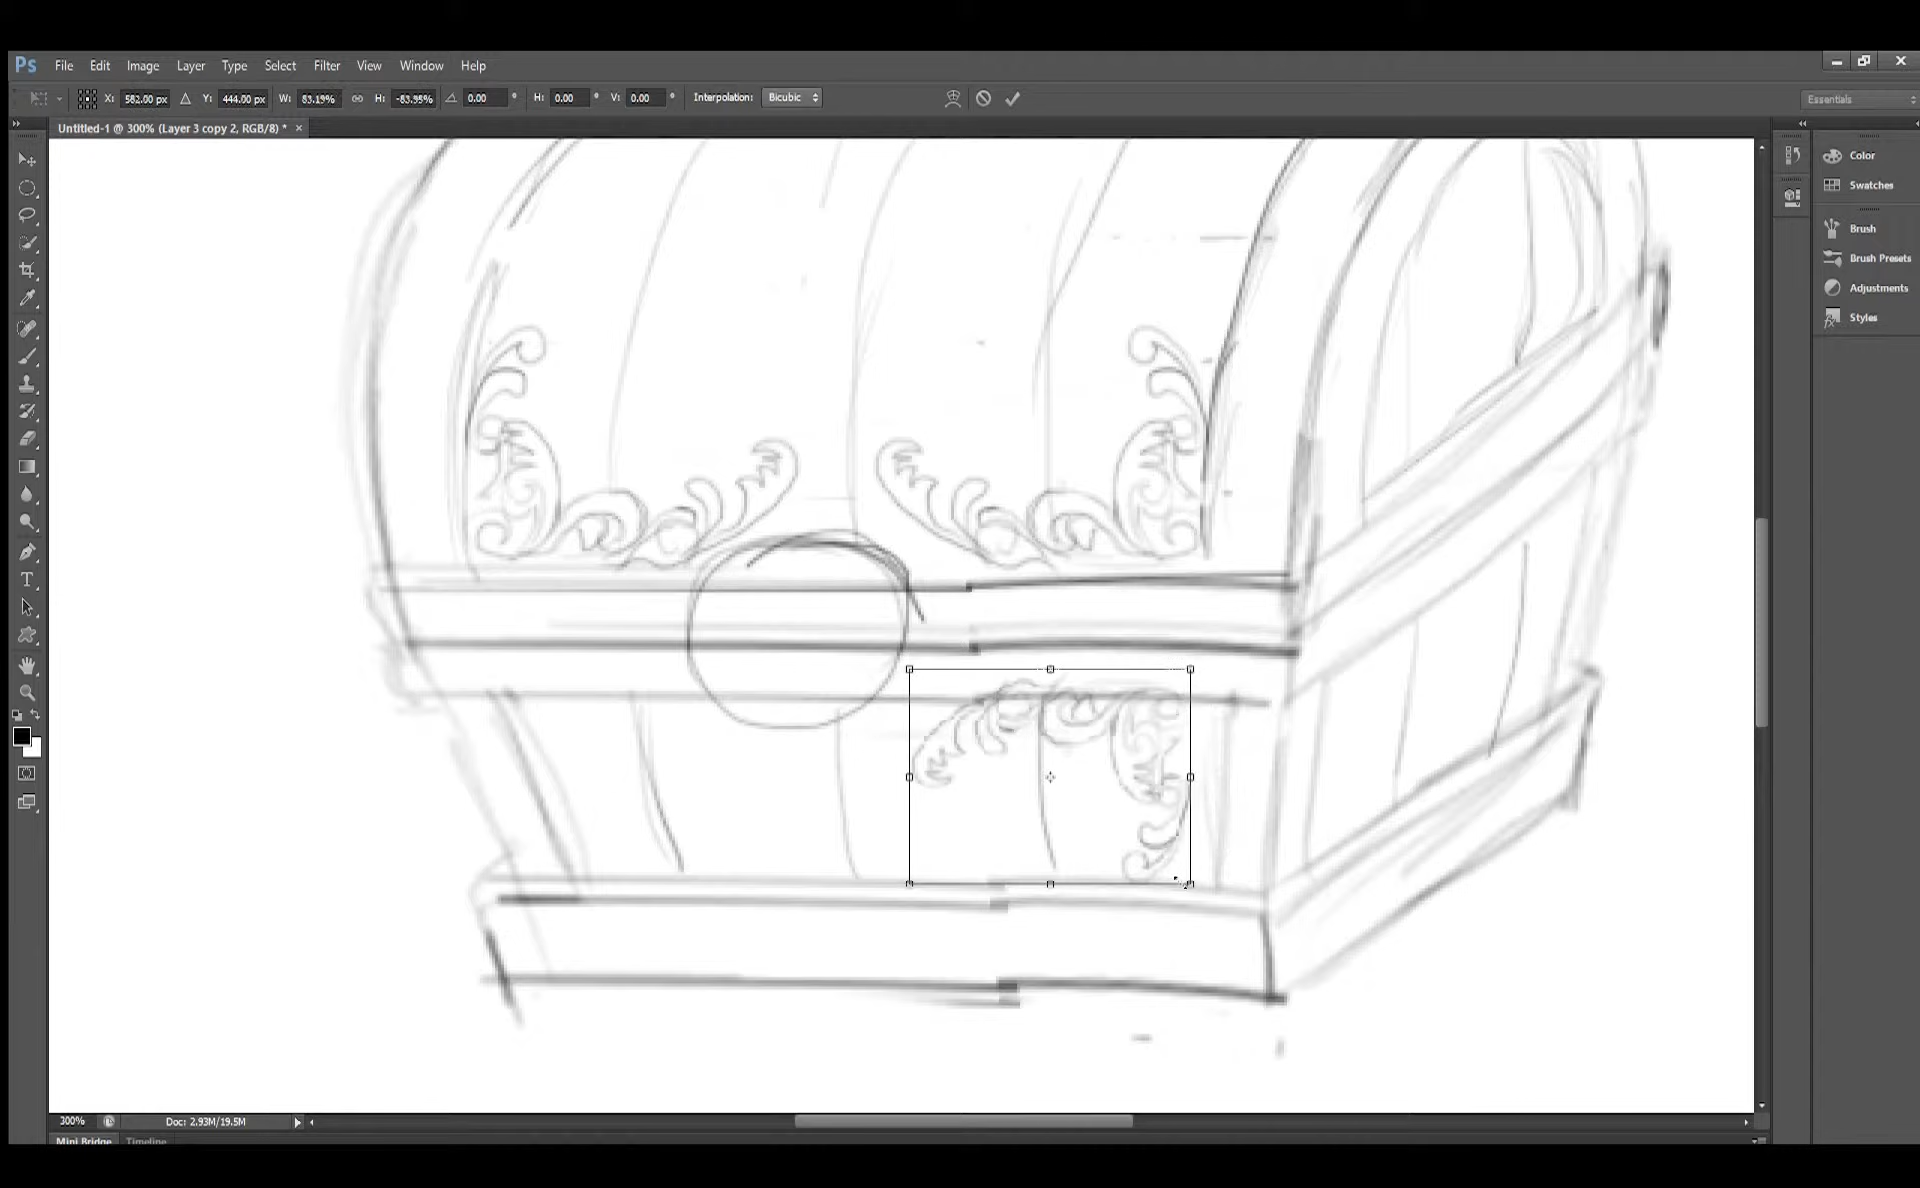 Ps File Edit Image Layer Type Select Filter View Window Help
X: 582.00 px Y: 444.00 px W: 83.19% H: -83.95% 0.00 ° H: 0.00 ° V: 0.00 ° Interpolation: Bicubic Essentials
Untitled-1 @ 300% (Layer 3 copy 2, RGB/8) * ×
Color
Swatches
Brush
Brush Presets
Adjustments
Styles
300% Doc: 2.93M/19.5M
Mini Bridge Timeline